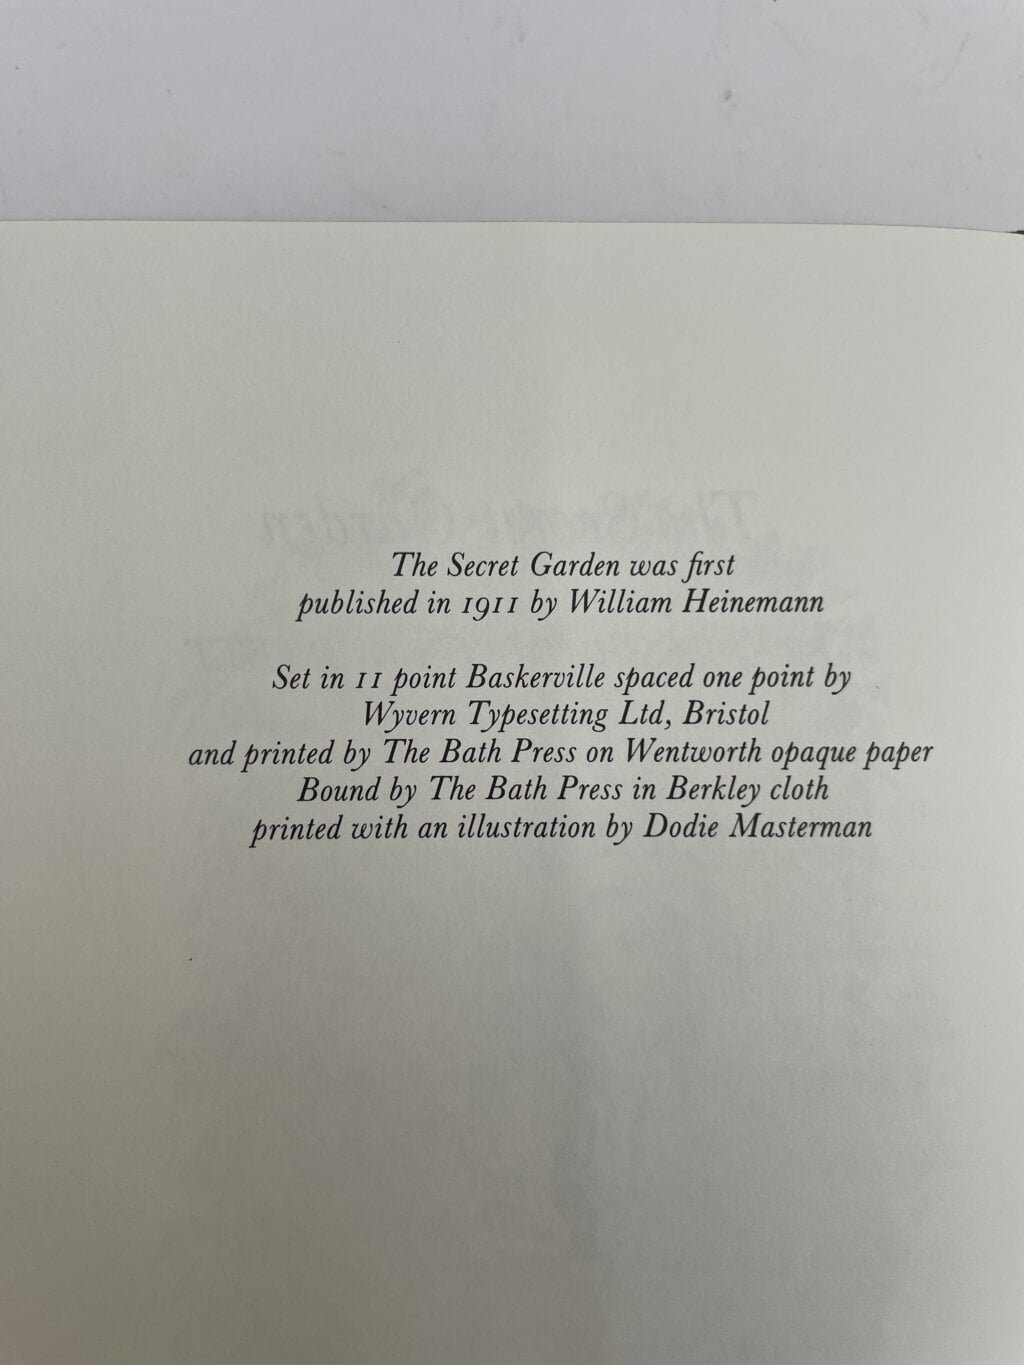 The Secret Garden was first
published in 1911 by William Heinemann
Set in 11 point Baskerville spaced one point by
Wyvern Typesetting Ltd, Bristol
and printed by The Bath Press on Wentworth opaque paper
Bound by The Bath Press in Berkley cloth
printed with an illustration by Dodie Masterman